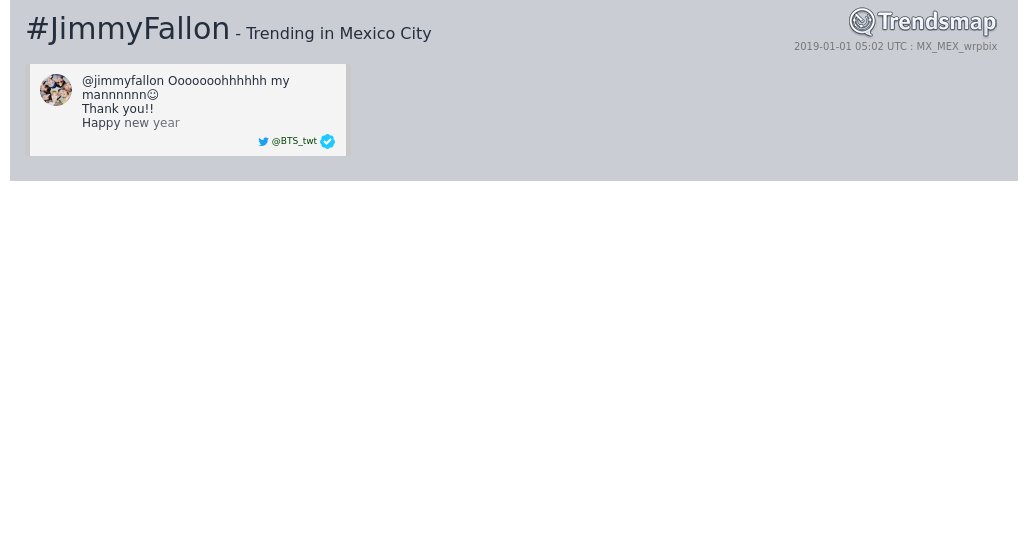 #JimmyFallon - Trending in Mexico City
Trendsmap
2019-01-01 05:02 UTC : MX_MEX_wrpbix
@jimmyfallon Ooooooohhhhhh my
mannnnnn☺
Thank you!!
Happy new year
@BTS_twt